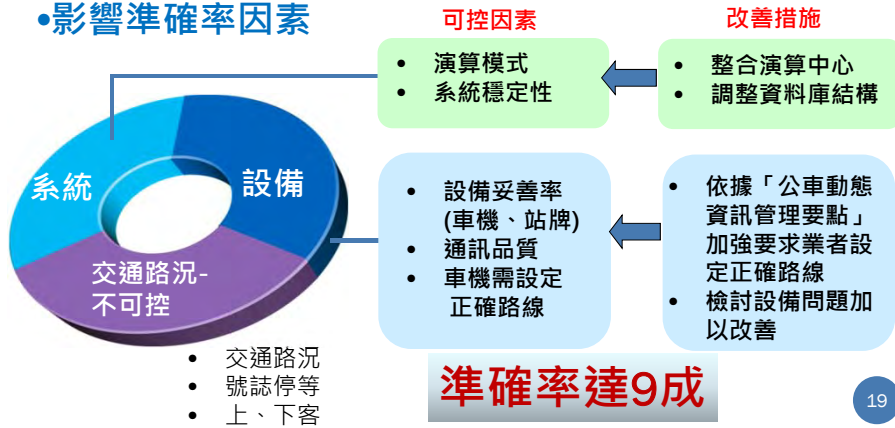 •影響準確率因素
可控因素
改善措施
• 演算模式
• 系統穩定性
• 整合演算中心
• 調整資料庫結構
系統
設備
交通路況-
不可控
• 設備妥善率
(車機、站牌)
• 通訊品質
• 車機需設定
正確路線
• 依據「公車動態
資訊管理要點」
加強要求業者設
定正確路線
• 檢討設備問題加
以改善
• 交通路況
• 號誌停等
• 上、下客
準確率達9成
19